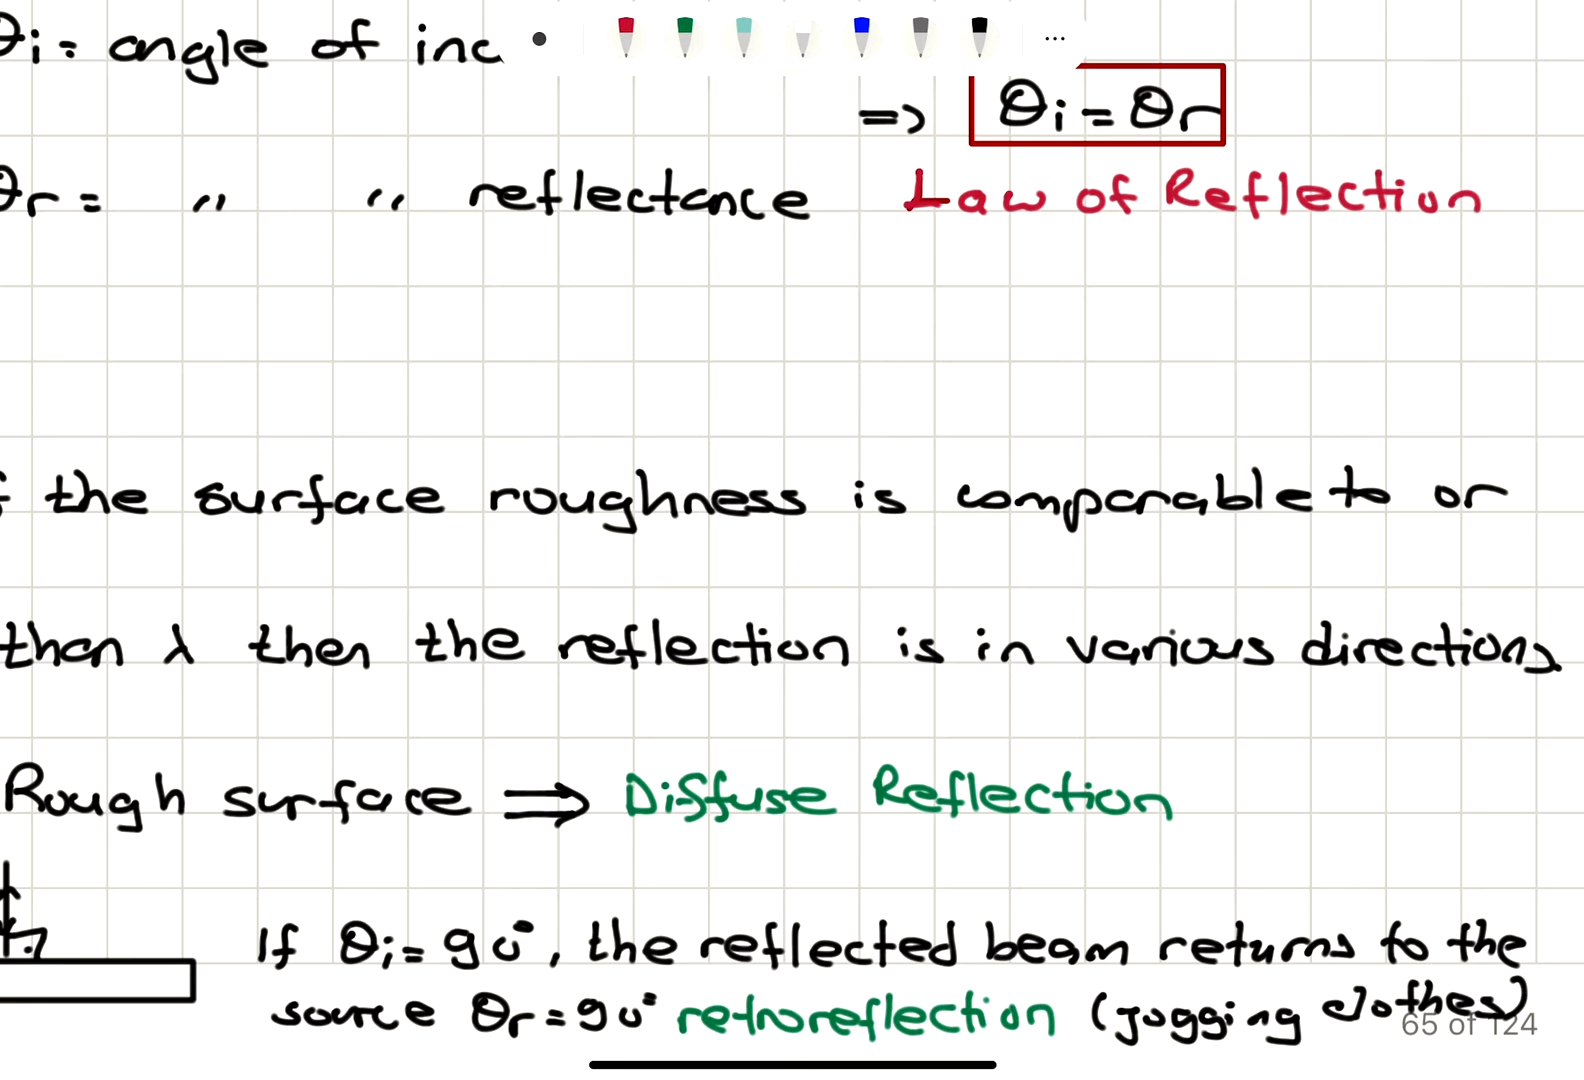 θi = angle of inc
=> θi = θr
θr = " " reflectance Law of Reflection
the surface roughness is comparable to or
than λ then the reflection is in various directions
Rough surface ⇒ Diffuse Reflection
If θi = 90°, the reflected beam returns to the
source θr = 90° retroreflection (jogging clothes)
65 of 124